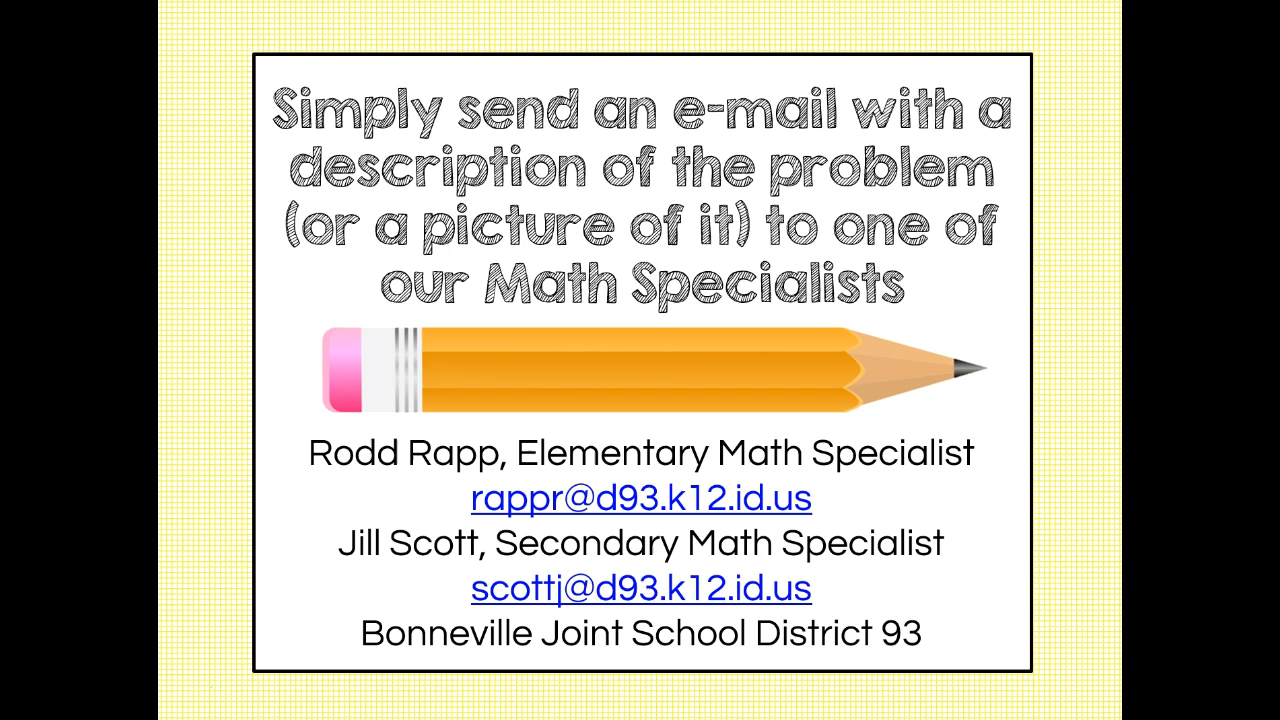 Simply send an e-mail with a
description of the problem
(or a picture of it) to one of
our Math Specialists
Rodd Rapp, Elementary Math Specialist
rappr@d93.k12.id.us
Jill Scott, Secondary Math Specialist
scottj@d93.k12.id.us
Bonneville Joint School District 93